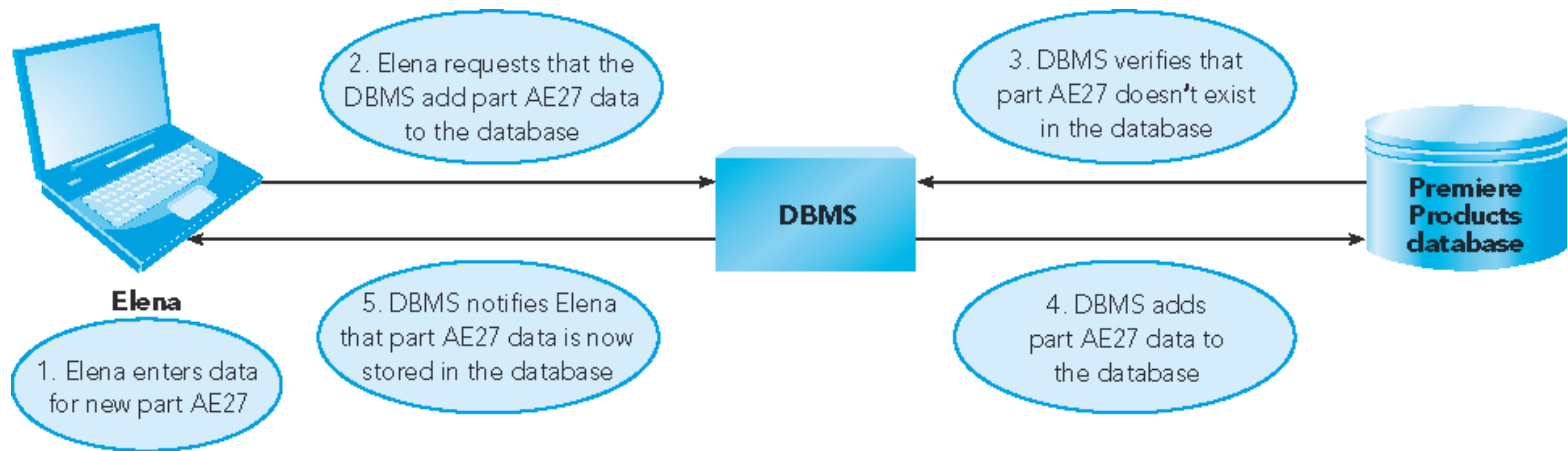 2. Elena requests that the
DBMS add part AE27 data
to the database
3. DBMS verifies that
part AE27 doesn't exist
in the database
DBMS
Premiere
Products
database
Elena
1. Elena enters data
for new part AE27
5. DBMS notifies Elena
that part AE27 data is now
stored in the database
4. DBMS adds
part AE27 data to
the database